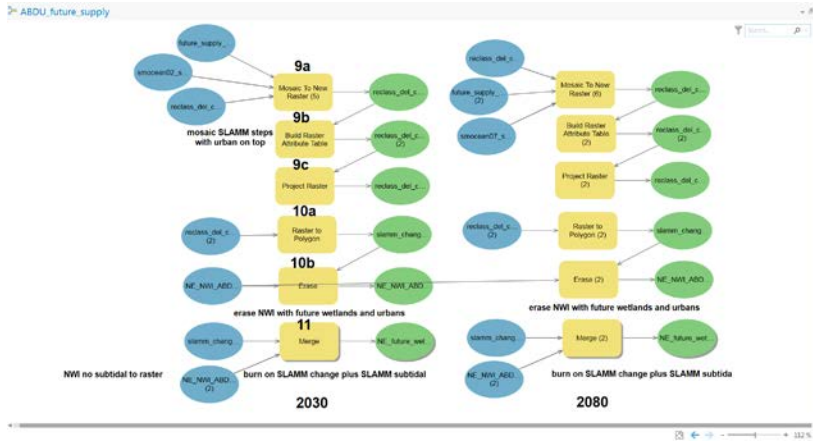 ABDU_future_supply
Search...
future_supply_...
smocean02_s...
reclass_del_c...
9a
Mosaic To New
Raster (5)
reclass_del_c...
mosaic SLAMM steps
with urban on top
9b
Build Raster
Attribute Table
reclass_del_c...
(2)
9c
Project Raster
reclass_del_c...
10a
reclass_del_c...
(2)
Raster to
Polygon
slamm_chang
10b
NE_NWI_ABD...
Erase
NE_NWI_ABD...
erase NWI with future wetlands and urbans
11
slamm_chang...
Merge
NE_future_wet...
NWI no subtidal to raster
NE_NWI_ABD...
(2)
burn on SLAMM change plus SLAMM subtidal
2030
reclass_del_c...
future_supply_...
(2)
smocean07_s...
Mosaic To New
Raster (6)
reclass_del_c...
Build Raster
Attribute Table
(2)
reclass_del_c...
(2)
Project Raster
(2)
reclass_del_c...
reclass_del_c...
(2)
Raster to
Polygon (2)
slamm_chang
Erase (2)
NE_NWI_ABD...
erase NWI with future wetlands and urbans
slamm_chang...
Merge (2)
NE_future_wet...
NE_NWI_ABD...
(2)
burn on SLAMM change plus SLAMM subtida
2080
112 %